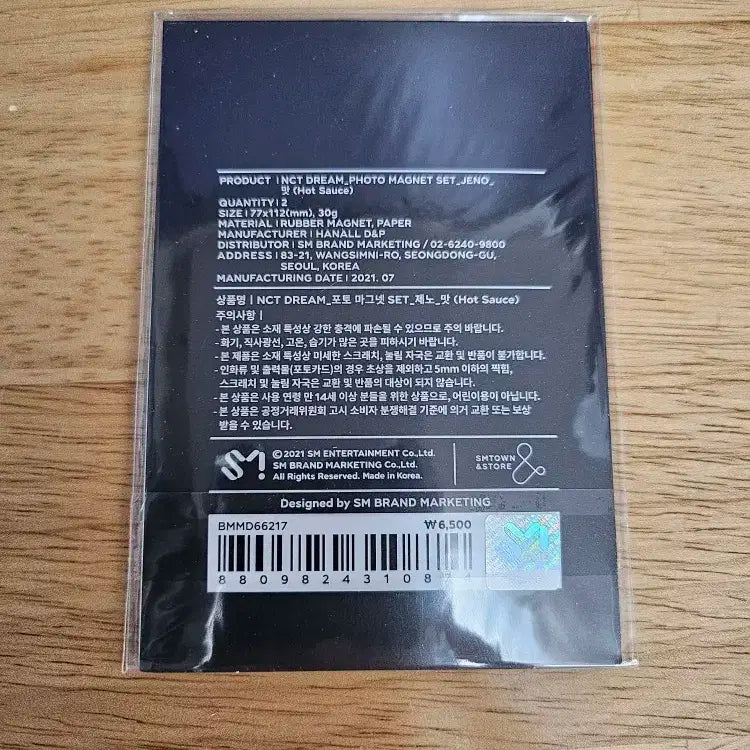 PRODUCT | NCT DREAM_PHOTO MAGNET SET_JENO_
맛 (Hot Sauce)
QUANTITY | 2
SIZE | 77x112(mm), 30g
MATERIAL | RUBBER MAGNET, PAPER
MANUFACTURER | HANALL D&P
DISTRIBUTOR | SM BRAND MARKETING / 02-6240-9800
ADDRESS | 83-21, WANGSIMNI-RO, SEONGDONG-GU,
SEOUL, KOREA
MANUFACTURING DATE | 2021. 07
상품명 | NCT DREAM_포토 마그넷 SET_제노_맛 (Hot Sauce)
주의사항 |
- 본 상품은 소재 특성상 강한 충격에 파손될 수 있으므로 주의 바랍니다.
- 화기, 직사광선, 고온, 습기가 많은 곳을 피하시기 바랍니다.
- 본 제품은 소재 특성상 미세한 스크래치, 눌림 자국은 교환 및 반품이 불가합니다.
- 인화류 및 출력물(포토카드)의 경우 초상을 제외하고 5mm 이하의 찍힘,
스크래치 및 눌림 자국은 교환 및 반품의 대상이 되지 않습니다.
- 본 상품은 사용 연령 만 14세 이상 분들을 위한 상품으로, 어린이용이 아닙니다.
- 본 상품은 공정거래위원회 고시 소비자 분쟁해결 기준에 의거 교환 또는 보상
받을 수 있습니다.
SM!
© 2021 SM ENTERTAINMENT Co.,Ltd.
SM BRAND MARKETING Co.,Ltd.
All Rights Reserved. Made in Korea.
SMTOWN
&STORE
Designed by SM BRAND MARKETING
BMMD66217 ₩6,500
8 8 0 9 8 2 4 3 1 0 8